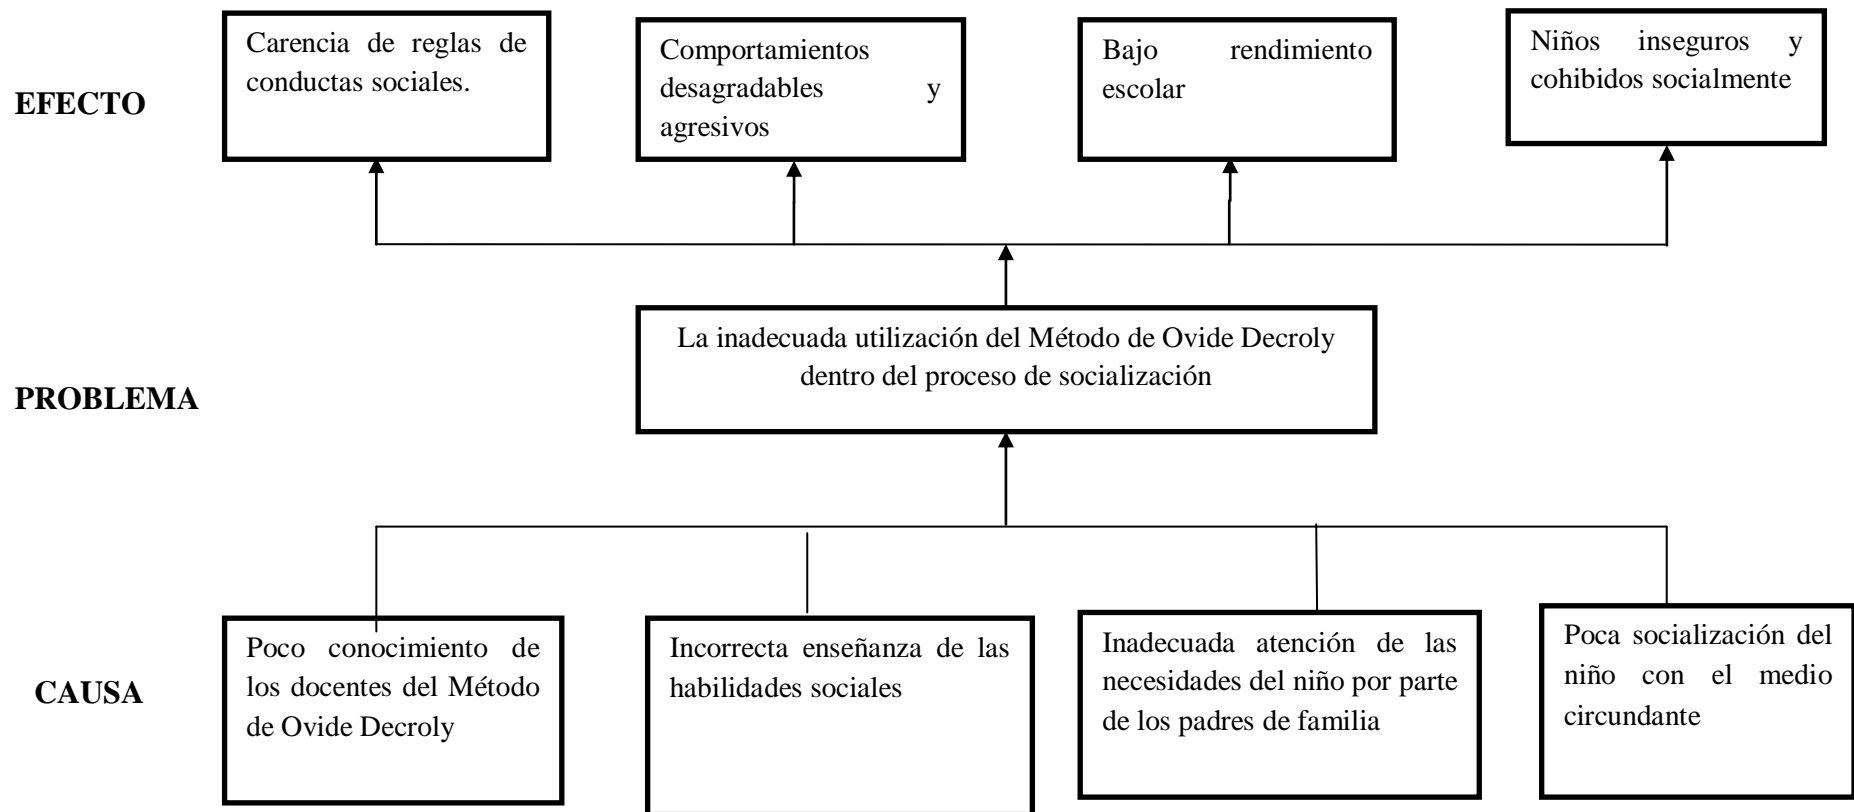 EFECTO
Carencia de reglas de
conductas sociales.
Comportamientos
desagradables y
agresivos
Bajo rendimiento
escolar
Niños inseguros y
cohibidos socialmente
PROBLEMA
La inadecuada utilización del Método de Ovide Decroly
dentro del proceso de socialización
CAUSA
Poco conocimiento de
los docentes del Método
de Ovide Decroly
Incorrecta enseñanza de las
habilidades sociales
Inadecuada atención de las
necesidades del niño por parte
de los padres de familia
Poca socialización del
niño con el medio
circundante